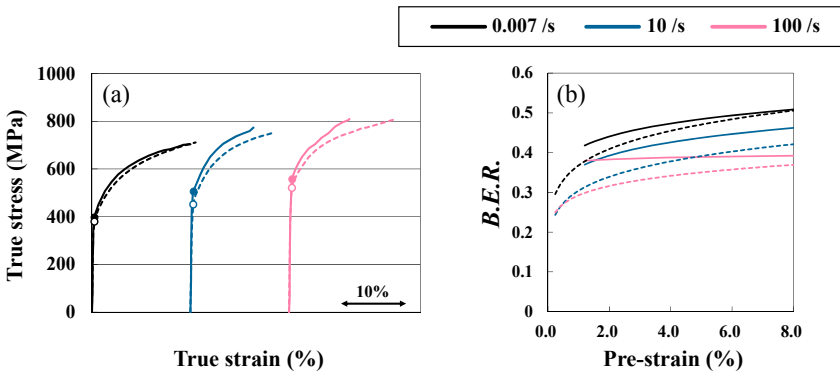 0.007 /s 10 /s 100 /s
(a)
True stress (MPa)
1000
800
600
400
200
0
10%
True strain (%)
(b)
B.E.R.
0.6
0.5
0.4
0.3
0.2
0.1
0
0.0 2.0 4.0 6.0 8.0
Pre-strain (%)